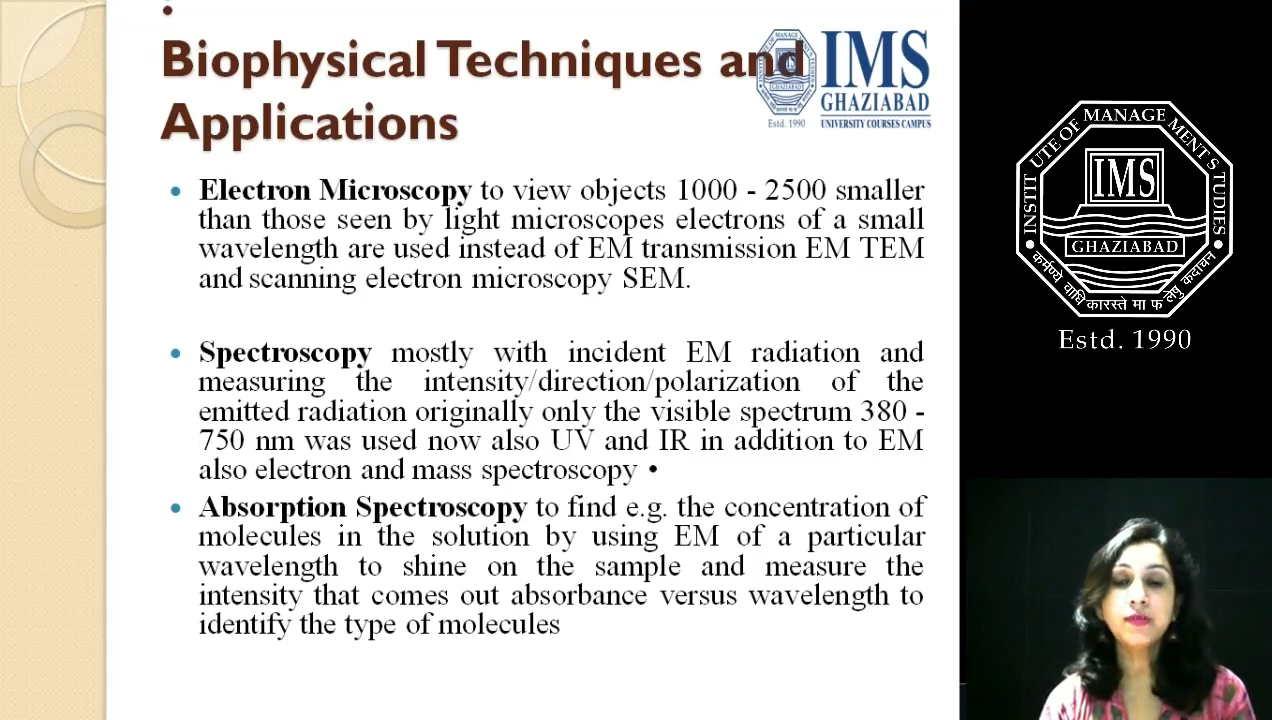 Biophysical Techniques and
Applications
IMS
GHAZIABAD
Estd. 1990
UNIVERSITY COURSES CAMPUS
• Electron Microscopy to view objects 1000 - 2500 smaller
than those seen by light microscopes electrons of a small
wavelength are used instead of EM transmission EM TEM
and scanning electron microscopy SEM.
• Spectroscopy mostly with incident EM radiation and
measuring the intensity/direction/polarization of the
emitted radiation originally only the visible spectrum 380 -
750 nm was used now also UV and IR in addition to EM
also electron and mass spectroscopy •
• Absorption Spectroscopy to find e.g. the concentration of
molecules in the solution by using EM of a particular
wavelength to shine on the sample and measure the
intensity that comes out absorbance versus wavelength to
identify the type of molecules
INSTITUTE OF MANAGEMENT STUDIES
IMS
GHAZIABAD
कर्मण्ये वाधिकारस्ते मा फलेषु कदाचन
Estd. 1990